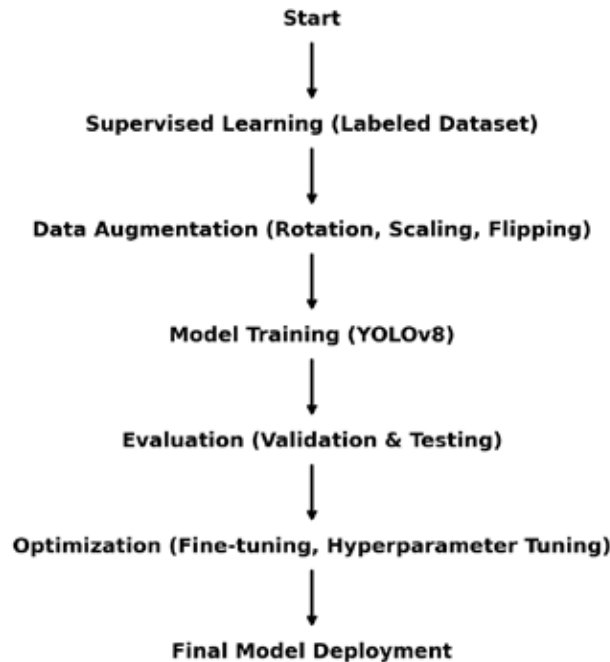 Start
Supervised Learning (Labeled Dataset)
Data Augmentation (Rotation, Scaling, Flipping)
Model Training (YOLOv8)
Evaluation (Validation & Testing)
Optimization (Fine-tuning, Hyperparameter Tuning)
Final Model Deployment